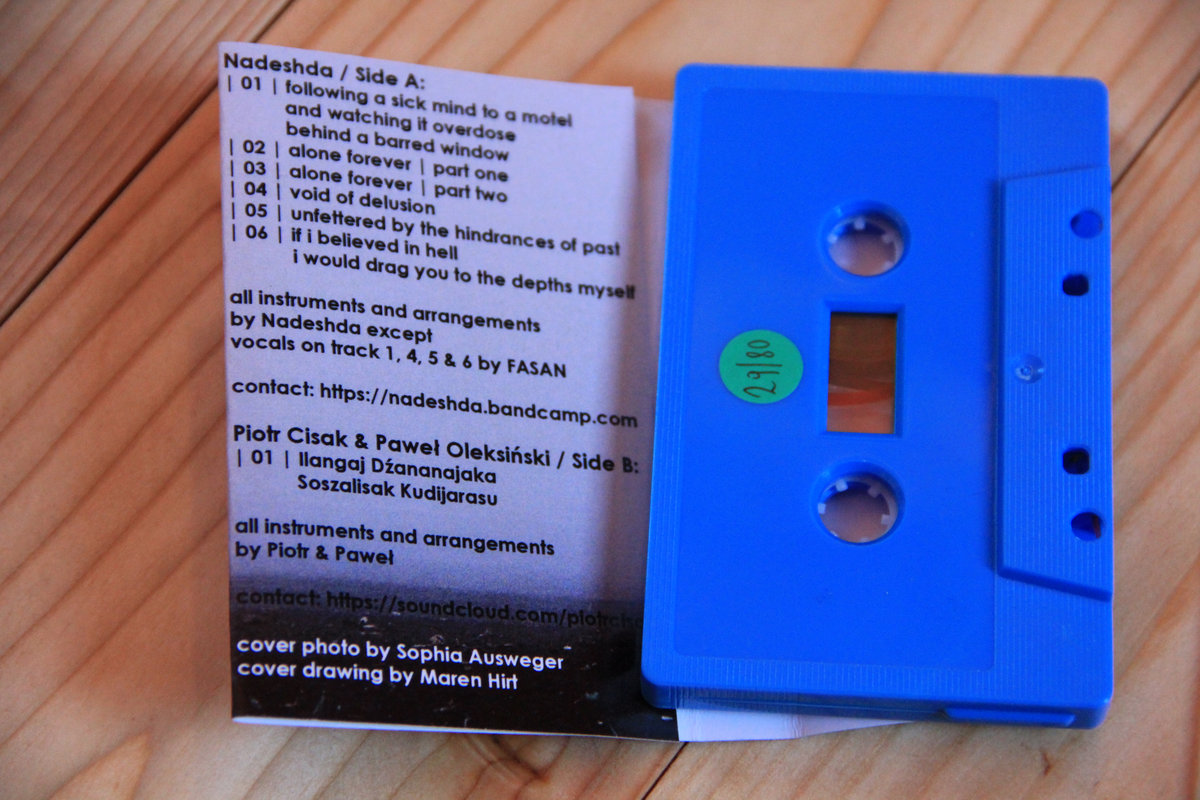 Nadeshda / Side A:
| 01 | following a sick mind to a motel
and watching it overdose
behind a barred window
| 02 | alone forever | part one
| 03 | alone forever | part two
| 04 | void of delusion
| 05 | unfettered by the hindrances of past
| 06 | if i believed in hell
i would drag you to the depths myself
all instruments and arrangements
by Nadeshda except
vocals on track 1, 4, 5 & 6 by FASAN
contact: https://nadeshda.bandcamp.com
Piotr Cisak & Paweł Oleksiński / Side B:
| 01 | Ilangaj Dźananajaka
Soszalisak Kudijarasu
all instruments and arrangements
by Piotr & Paweł
contact: https://soundcloud.com/piotrcisa
cover photo by Sophia Ausweger
cover drawing by Maren Hirt
29/80